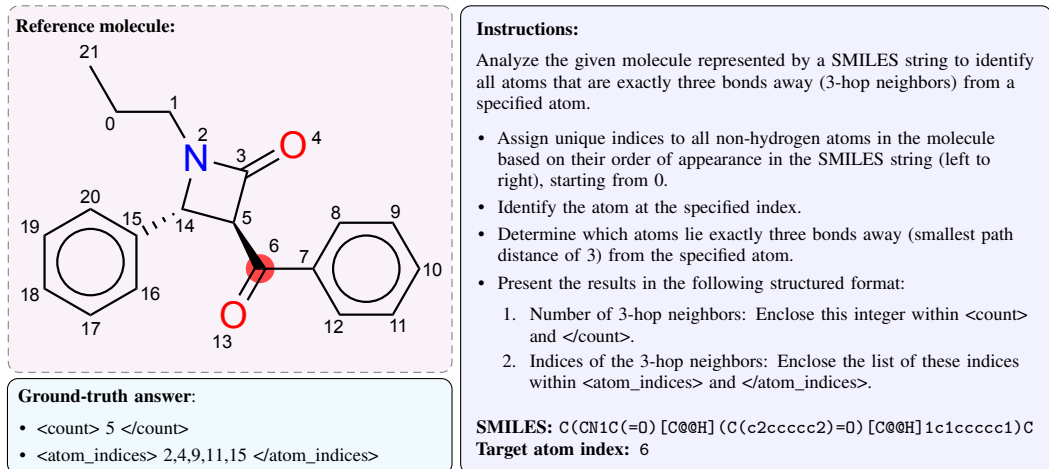 Reference molecule:
21
1
0
2
N
O
4
3
20
15
14
5
8
9
19
6
7
10
18
16
O
12
11
17
13
Ground-truth answer:
• <count> 5 </count>
• <atom_indices> 2,4,9,11,15 </atom_indices>
Instructions:
Analyze the given molecule represented by a SMILES string to identify
all atoms that are exactly three bonds away (3-hop neighbors) from a
specified atom.
• Assign unique indices to all non-hydrogen atoms in the molecule
based on their order of appearance in the SMILES string (left to
right), starting from 0.
• Identify the atom at the specified index.
• Determine which atoms lie exactly three bonds away (smallest path
distance of 3) from the specified atom.
• Present the results in the following structured format:
1. Number of 3-hop neighbors: Enclose this integer within <count>
and </count>.
2. Indices of the 3-hop neighbors: Enclose the list of these indices
within <atom_indices> and </atom_indices>.
SMILES: C(CN1C(=O)[C@@H](C(c2ccccc2)=O)[C@@H]1c1ccccc1)C
Target atom index: 6